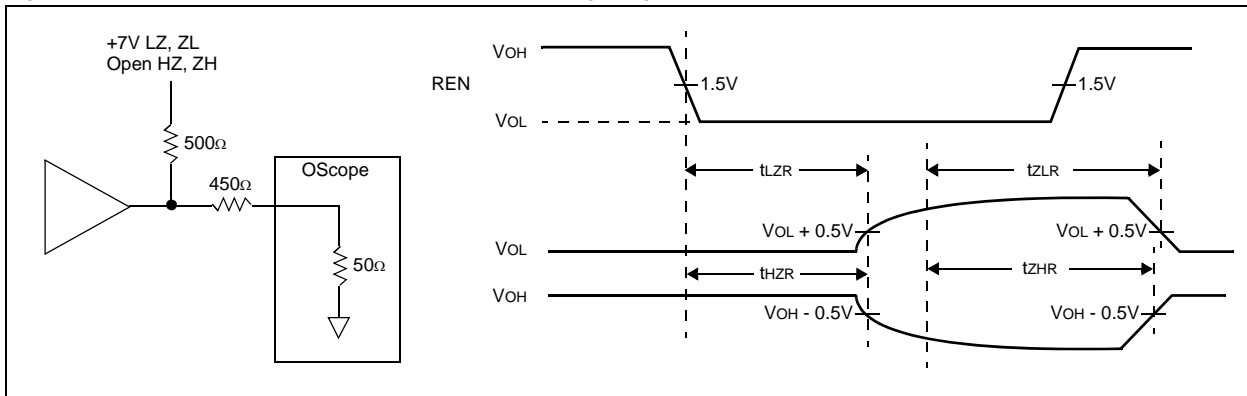 +7V LZ, ZL
Open HZ, ZH
500Ω
450Ω
OScope
50Ω
VOH
REN
1.5V
1.5V
VOL
tLZR
tZLR
VOL + 0.5V
VOL + 0.5V
VOL
tHZR
tZHR
VOH
VOH - 0.5V
VOH - 0.5V